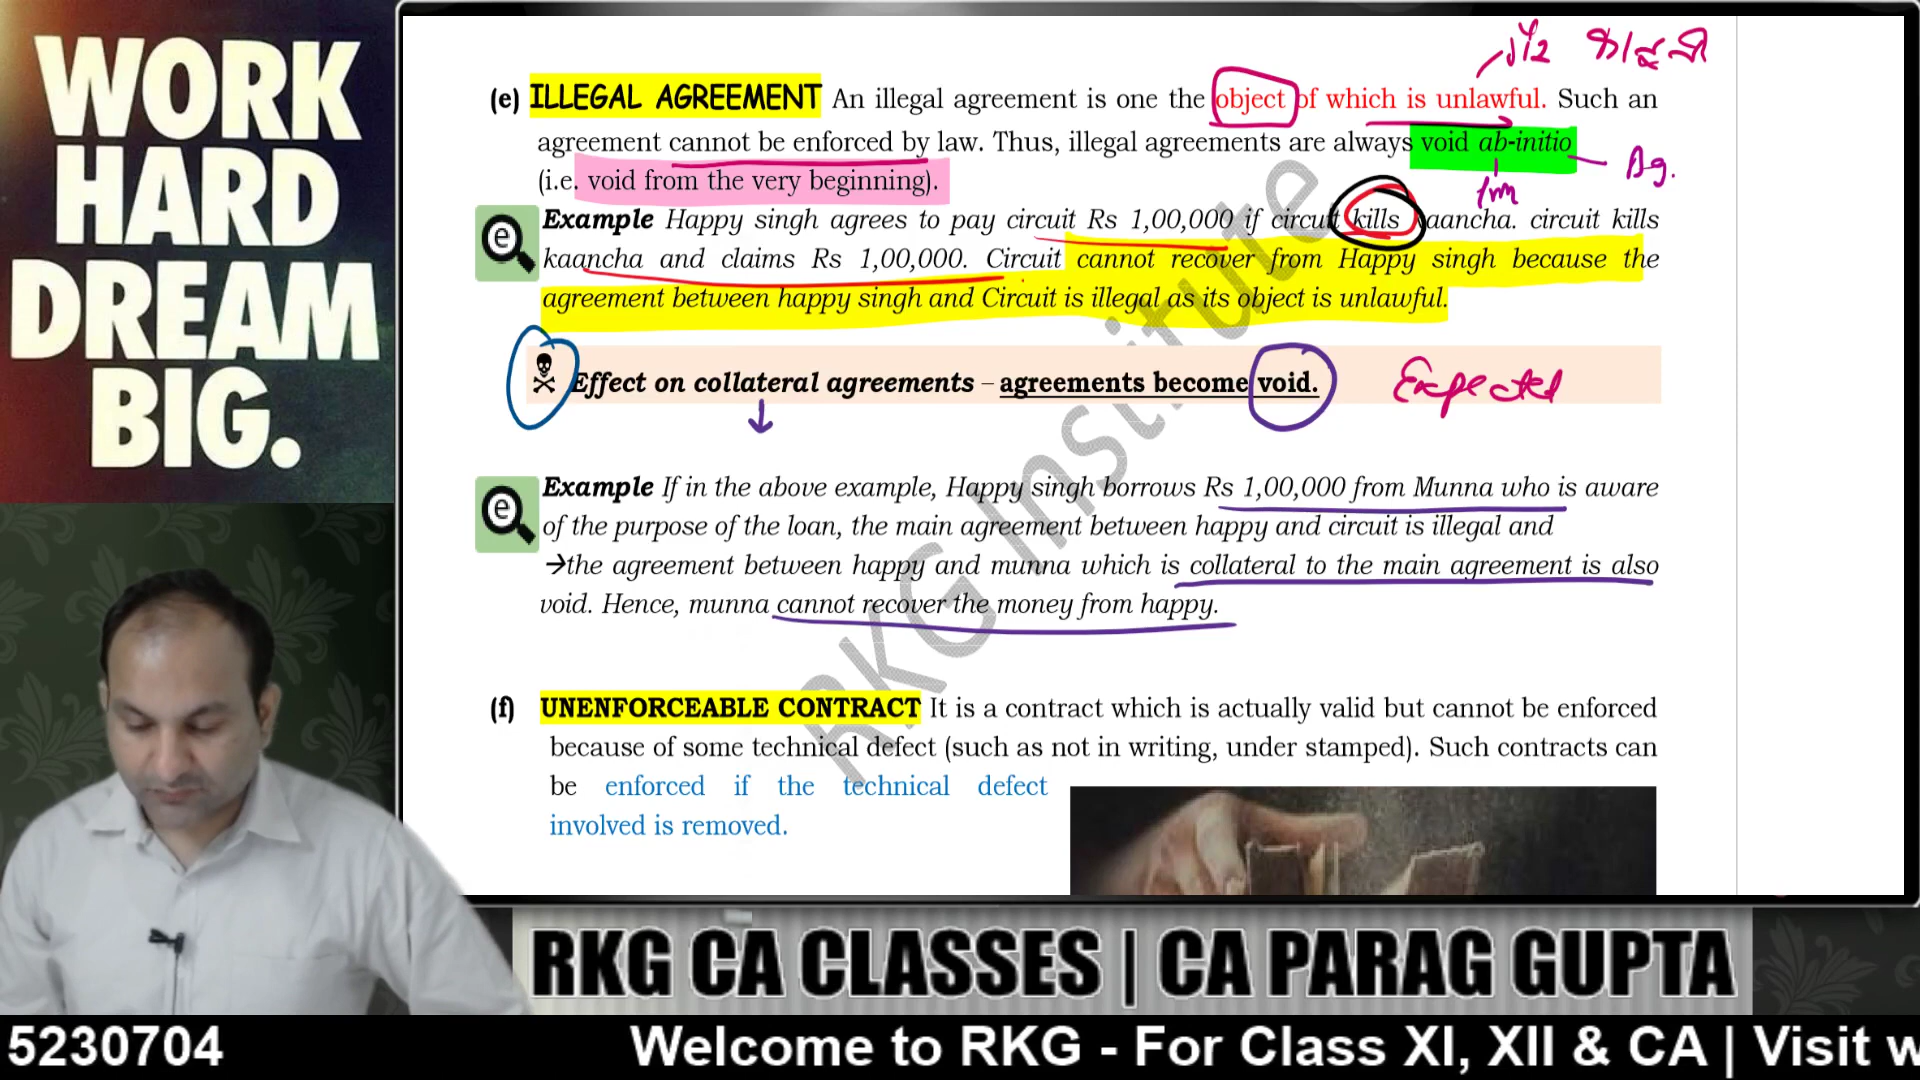 WORK
HARD
DREAM
BIG.
(e) ILLEGAL AGREEMENT An illegal agreement is one the object of which is unlawful. Such an
agreement cannot be enforced by law. Thus, illegal agreements are always void ab-initio
(i.e. void from the very beginning).
Example Happy singh agrees to pay circuit Rs 1,00,000 if circuit kills kaancha. circuit kills
kaancha and claims Rs 1,00,000. Circuit cannot recover from Happy singh because the
agreement between happy singh and Circuit is illegal as its object is unlawful.
Effect on collateral agreements – agreements become void. Expected
Example If in the above example, Happy singh borrows Rs 1,00,000 from Munna who is aware
of the purpose of the loan, the main agreement between happy and circuit is illegal and
→the agreement between happy and munna which is collateral to the main agreement is also
void. Hence, munna cannot recover the money from happy.
RKG Institute
(f) UNENFORCEABLE CONTRACT It is a contract which is actually valid but cannot be enforced
because of some technical defect (such as not in writing, under stamped). Such contracts can
be enforced if the technical defect
involved is removed.
RKG CA CLASSES | CA PARAG GUPTA
5230704 Welcome to RKG - For Class XI, XII & CA | Visit w